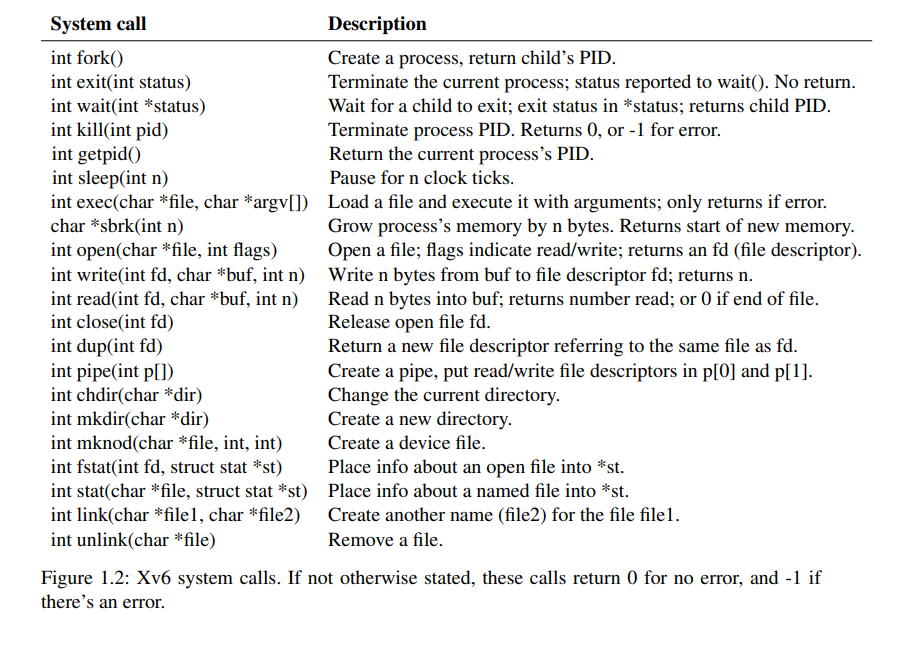 System call Description
int fork() Create a process, return child's PID.
int exit(int status) Terminate the current process; status reported to wait(). No return.
int wait(int *status) Wait for a child to exit; exit status in *status; returns child PID.
int kill(int pid) Terminate process PID. Returns 0, or -1 for error.
int getpid() Return the current process's PID.
int sleep(int n) Pause for n clock ticks.
int exec(char *file, char *argv[]) Load a file and execute it with arguments; only returns if error.
char *sbrk(int n) Grow process's memory by n bytes. Returns start of new memory.
int open(char *file, int flags) Open a file; flags indicate read/write; returns an fd (file descriptor).
int write(int fd, char *buf, int n) Write n bytes from buf to file descriptor fd; returns n.
int read(int fd, char *buf, int n) Read n bytes into buf; returns number read; or 0 if end of file.
int close(int fd) Release open file fd.
int dup(int fd) Return a new file descriptor referring to the same file as fd.
int pipe(int p[]) Create a pipe, put read/write file descriptors in p[0] and p[1].
int chdir(char *dir) Change the current directory.
int mkdir(char *dir) Create a new directory.
int mknod(char *file, int, int) Create a device file.
int fstat(int fd, struct stat *st) Place info about an open file into *st.
int stat(char *file, struct stat *st) Place info about a named file into *st.
int link(char *file1, char *file2) Create another name (file2) for the file file1.
int unlink(char *file) Remove a file.
Figure 1.2: Xv6 system calls. If not otherwise stated, these calls return 0 for no error, and -1 if
there's an error.